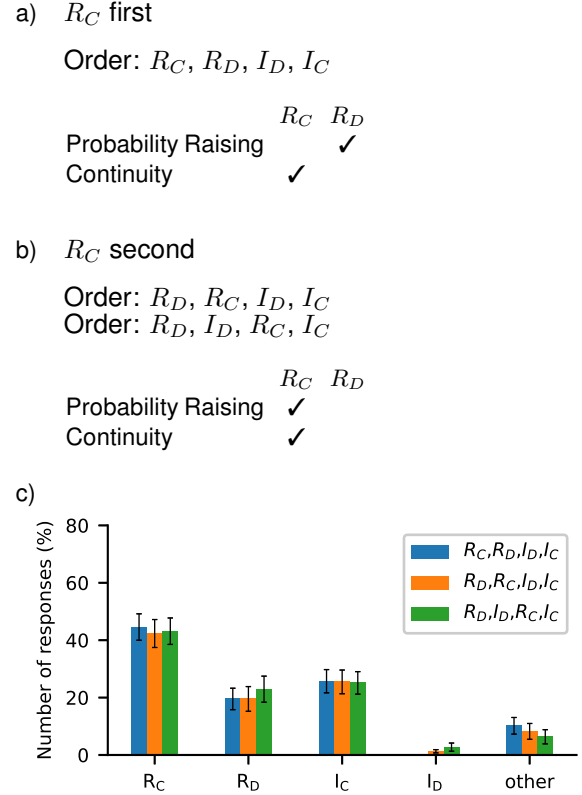 a) R_C first
Order: R_C, R_D, I_D, I_C
R_C R_D
Probability Raising ✓
Continuity ✓
b) R_C second
Order: R_D, R_C, I_D, I_C
Order: R_D, I_D, R_C, I_C
R_C R_D
Probability Raising ✓
Continuity ✓
c)
Number of responses (%)
80
60
40
20
0
R_C,R_D,I_D,I_C
R_D,R_C,I_D,I_C
R_D,I_D,R_C,I_C
R_C R_D I_C I_D other